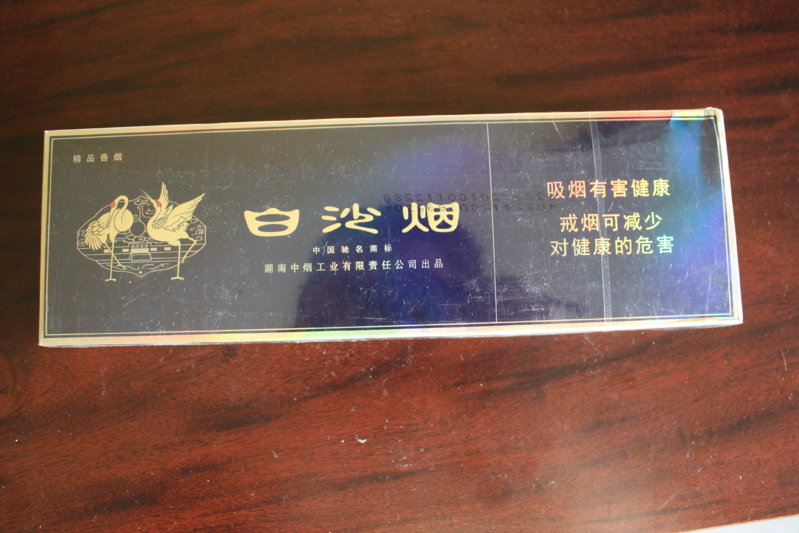 精品香烟
白沙烟
中国驰名商标
湖南中烟工业有限责任公司出品
吸烟有害健康
戒烟可减少
对健康的危害